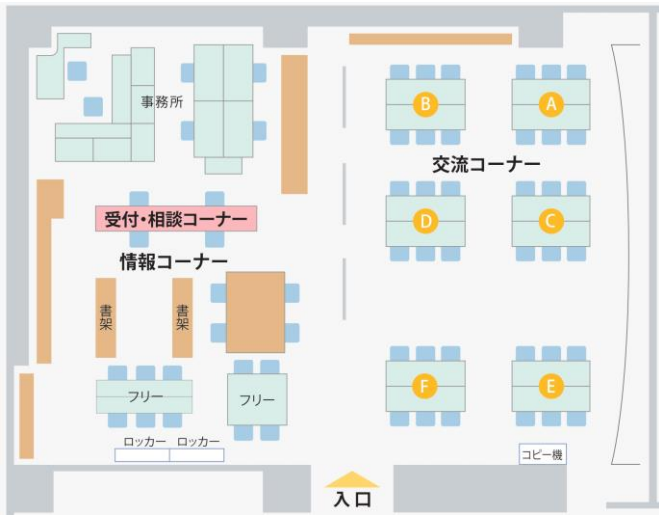 事務所
B
A
交流コーナー
受付・相談コーナー
D
C
情報コーナー
書架
書架
フリー
フリー
F
E
ロッカー
ロッカー
コピー機
入口